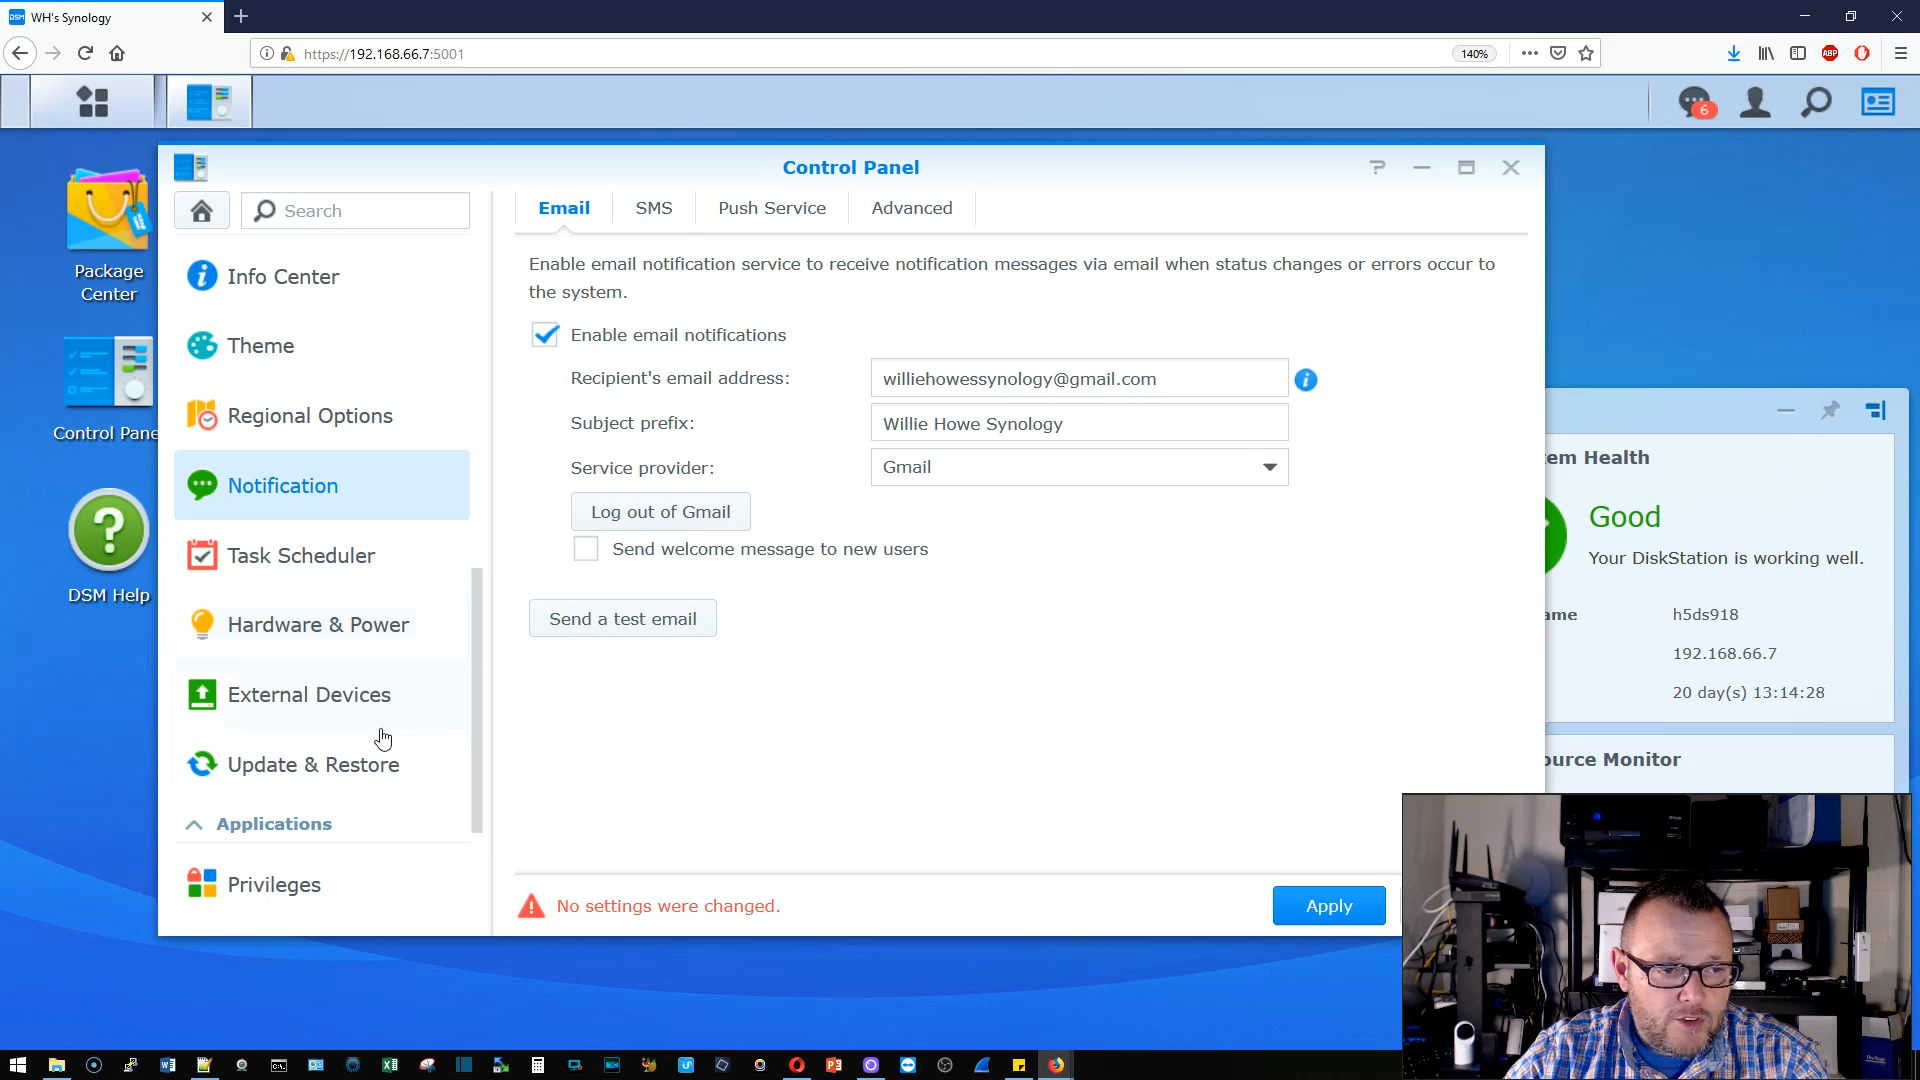 WH's Synology
https://192.168.66.7:5001
140%
ABP
6
Package
Center
Control Pane
DSM Help
Control Panel
Search
Info Center
Theme
Regional Options
Notification
Task Scheduler
Hardware & Power
External Devices
Update & Restore
Applications
Privileges
Email
SMS
Push Service
Advanced
Enable email notification service to receive notification messages via email when status changes or errors occur to
the system.
Enable email notifications
Recipient's email address:
williehowessynology@gmail.com
Subject prefix:
Willie Howe Synology
Service provider:
Gmail
Log out of Gmail
Send welcome message to new users
Send a test email
No settings were changed.
Apply
em Health
Good
Your DiskStation is working well.
ame
h5ds918
192.168.66.7
20 day(s) 13:14:28
ource Monitor